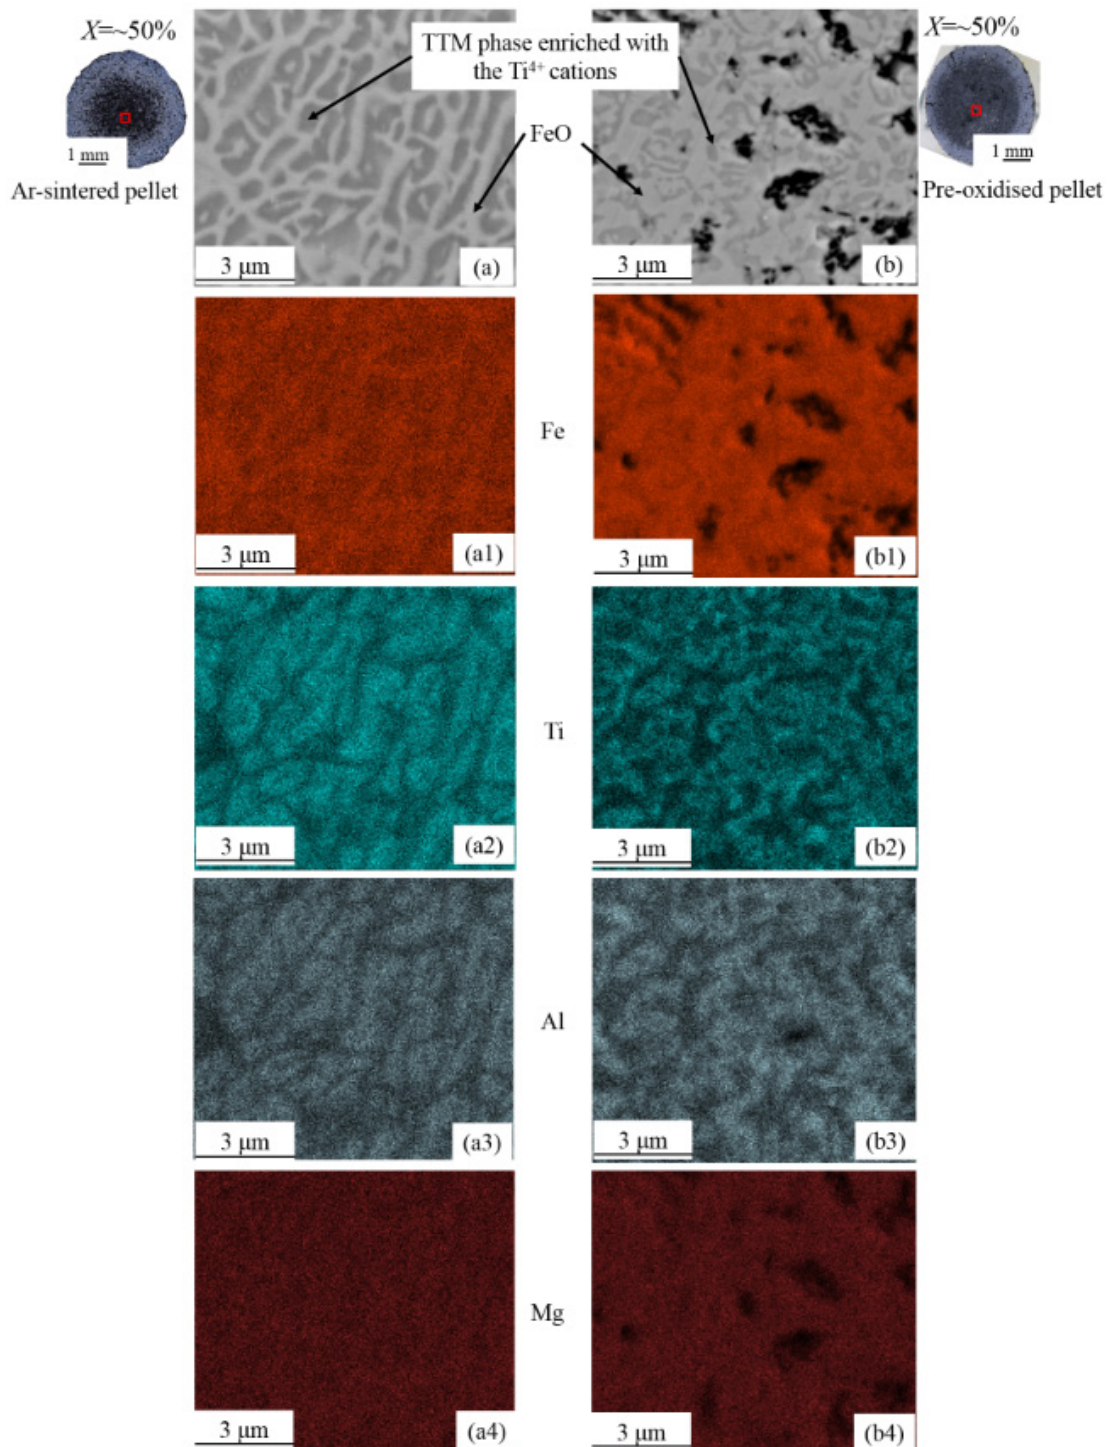 X=~50%
X=~50%
TTM phase enriched with
the Ti⁴⁺ cations
FeO
1 mm
1 mm
Ar-sintered pellet
Pre-oxidised pellet
3 μm
(a)
3 μm
(b)
Fe
3 μm
(a1)
3 μm
(b1)
Ti
3 μm
(a2)
3 μm
(b2)
Al
3 μm
(a3)
3 μm
(b3)
Mg
3 μm
(a4)
3 μm
(b4)